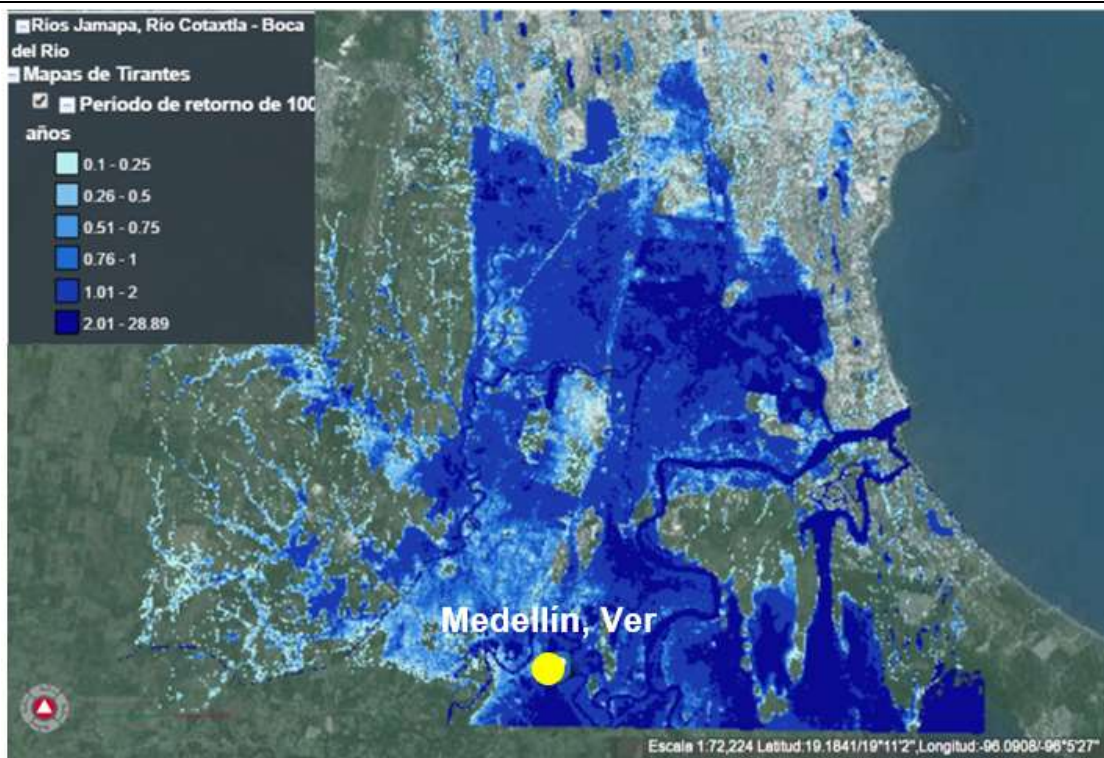 Rios Jamapa, Rio Cotaxtla - Boca
del Rio
Mapas de Tirantes
Periodo de retorno de 100
años
0.1 - 0.25
0.26 - 0.5
0.51 - 0.75
0.76 - 1
1.01 - 2
2.01 - 28.89
Medellín, Ver
Escala 1:72,224 Latitud:19.1841/19°11'2",Longitud:-96.0908/-96°5'27"